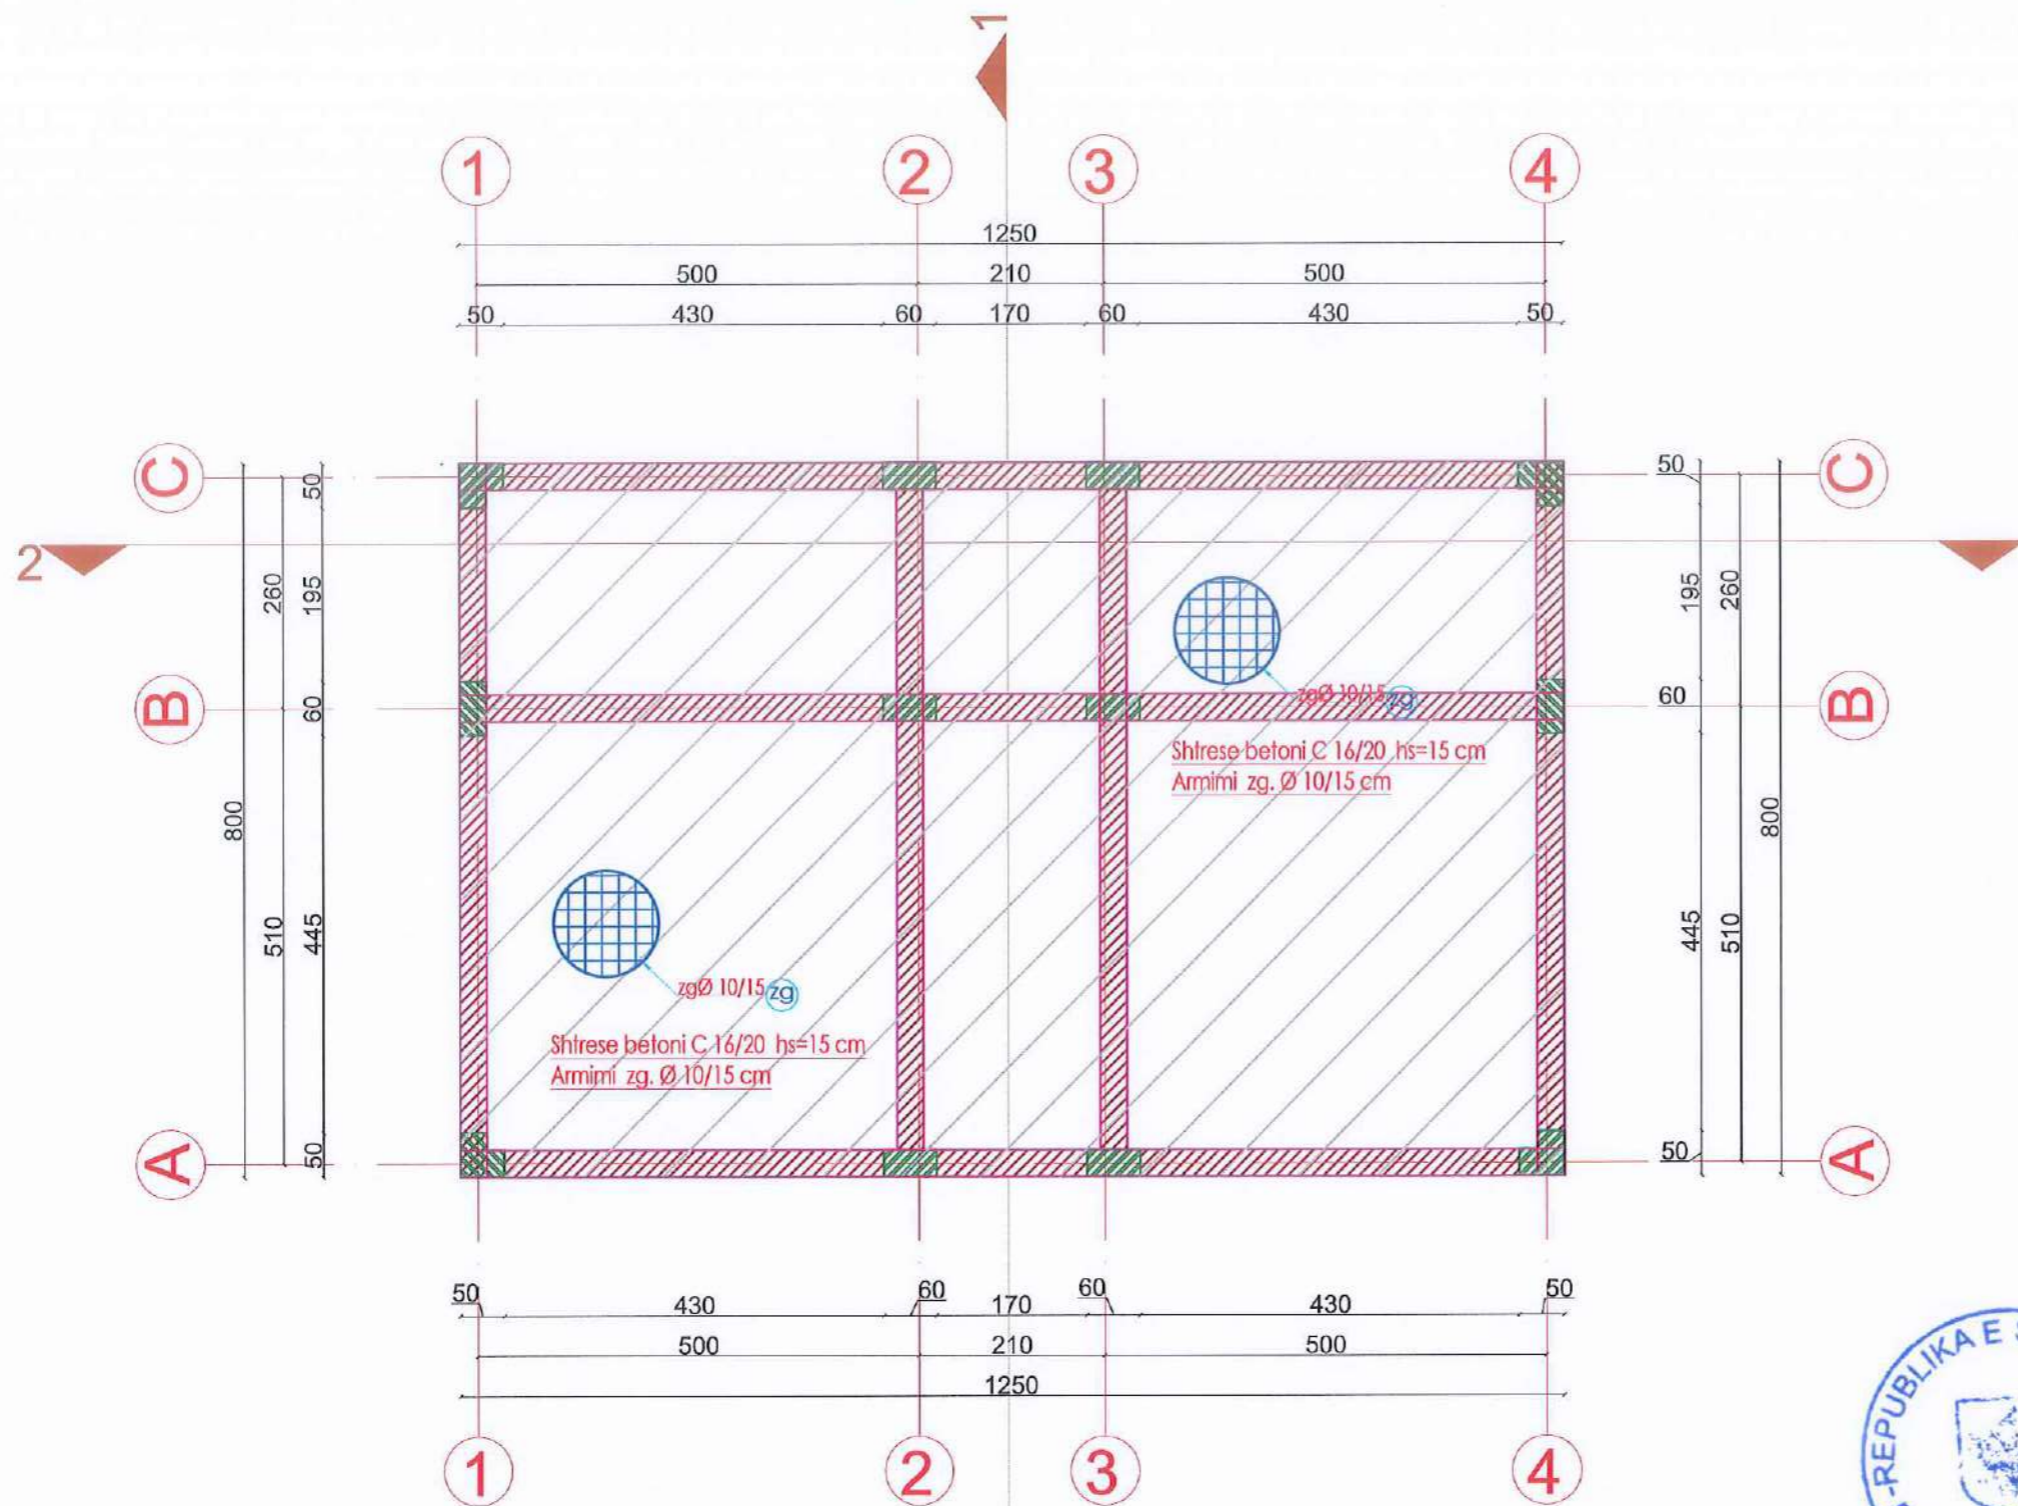 1
1 2 3 4
1250
500 210 500
50 430 60 170 60 430 50
C 50 50 C
2
260 195 195 260
zgØ 10/15 zg
B 60 60 B
Shtrese betoni C 16/20 hs=15 cm
Armimi zg. Ø 10/15 cm
800 800
510 445 445 510
zgØ 10/15 zg
Shtrese betoni C 16/20 hs=15 cm
Armimi zg. Ø 10/15 cm
A 50 50 A
50 430 60 170 60 430 50
500 210 500
1250
1 2 3 4
-REPUBLIKA E